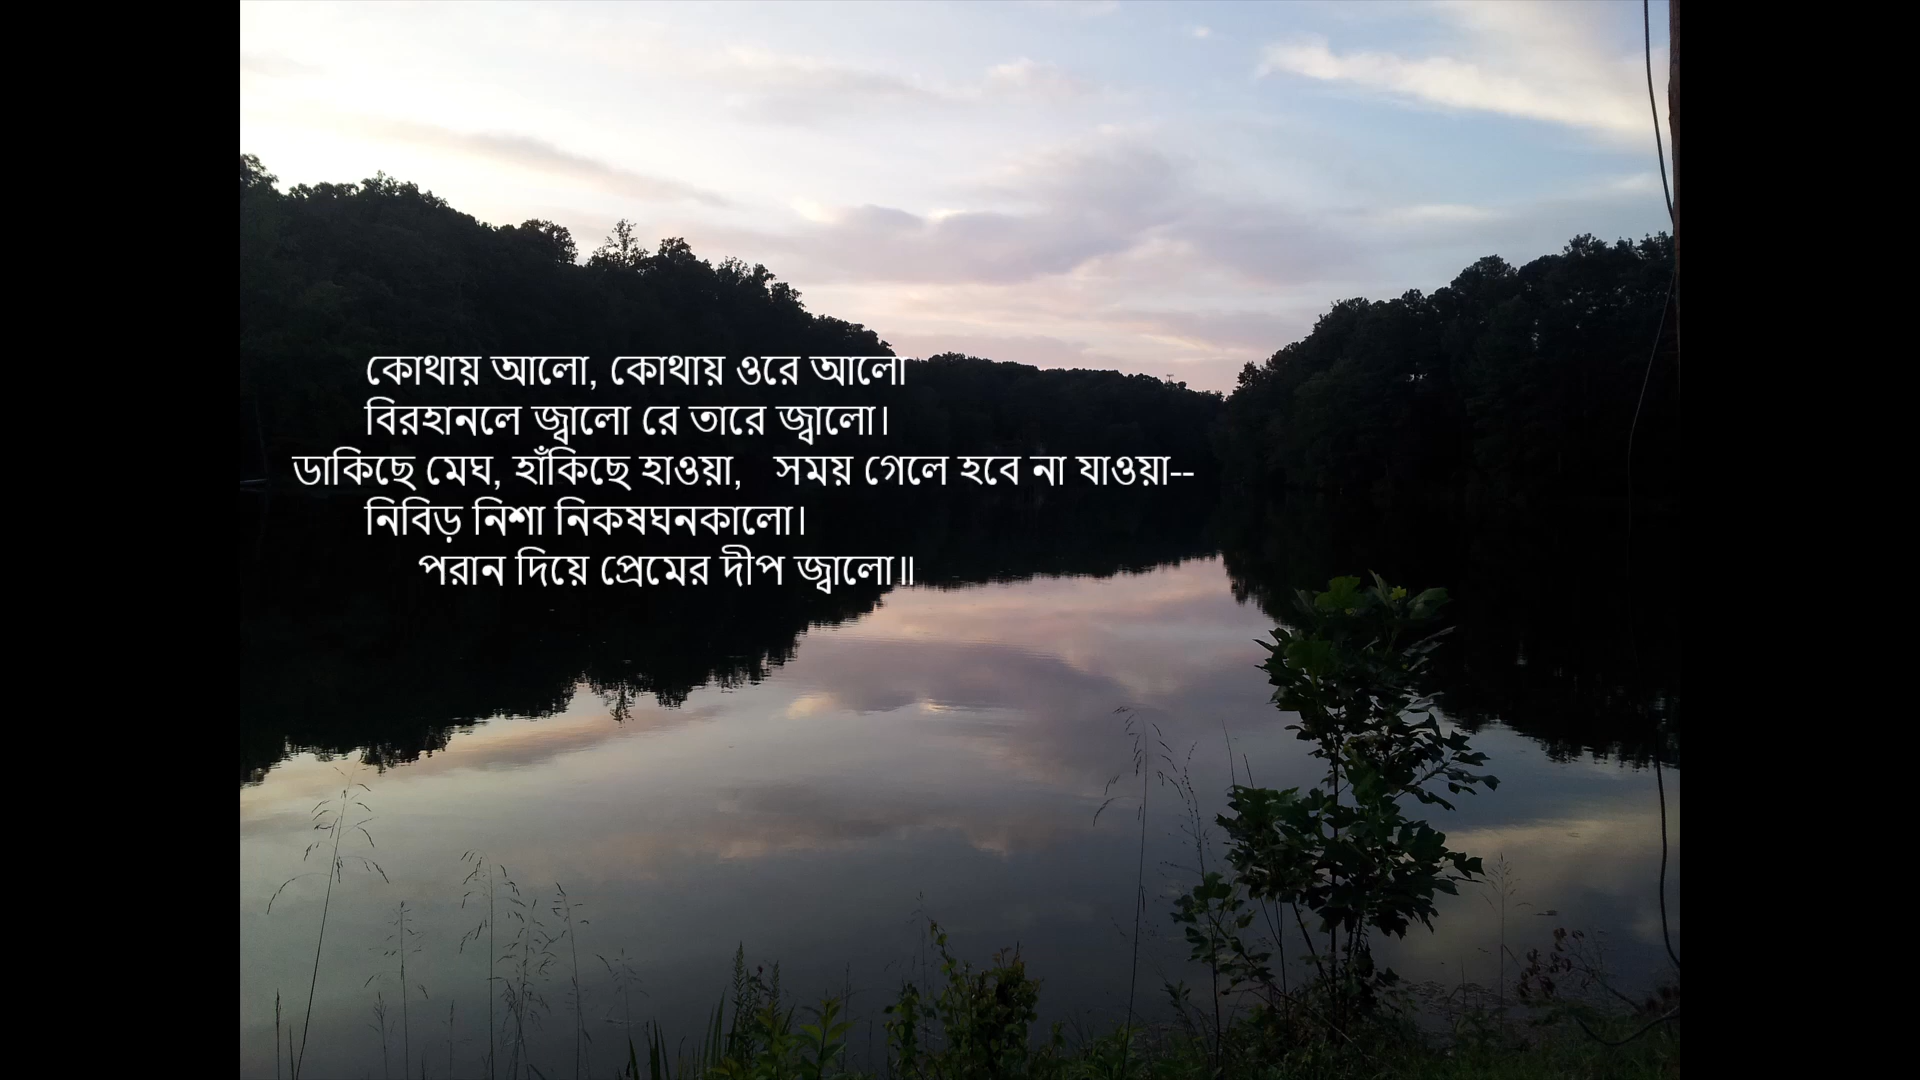 কোথায় আলো, কোথায় ওরে আলো
বিরহানলে জ্বালো রে তারে জ্বালো।
ডাকিছে মেঘ, হাঁকিছে হাওয়া, সময় গেলে হবে না যাওয়া--
নিবিড় নিশা নিকষঘনকালো।
পরান দিয়ে প্রেমের দীপ জ্বালো॥